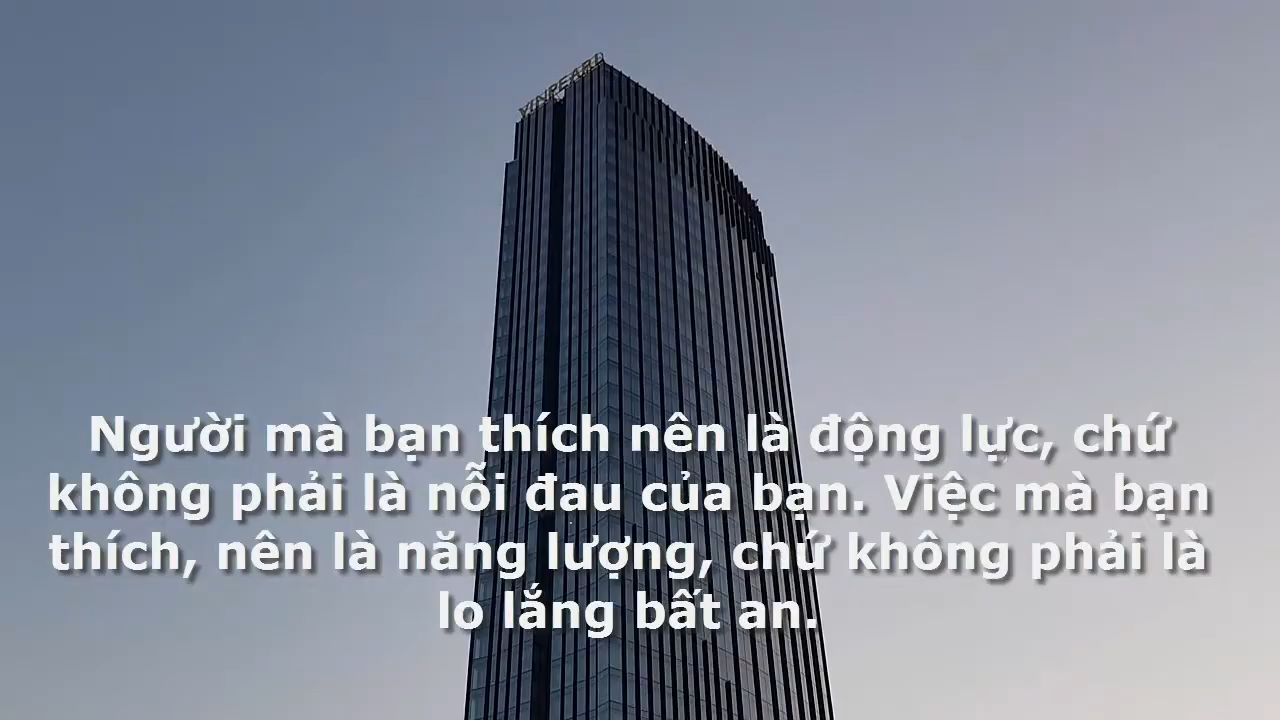 VINPEARL
Người mà bạn thích nên là động lực, chứ
không phải là nỗi đau của bạn. Việc mà bạn
thích, nên là năng lượng, chứ không phải là
lo lắng bất an.